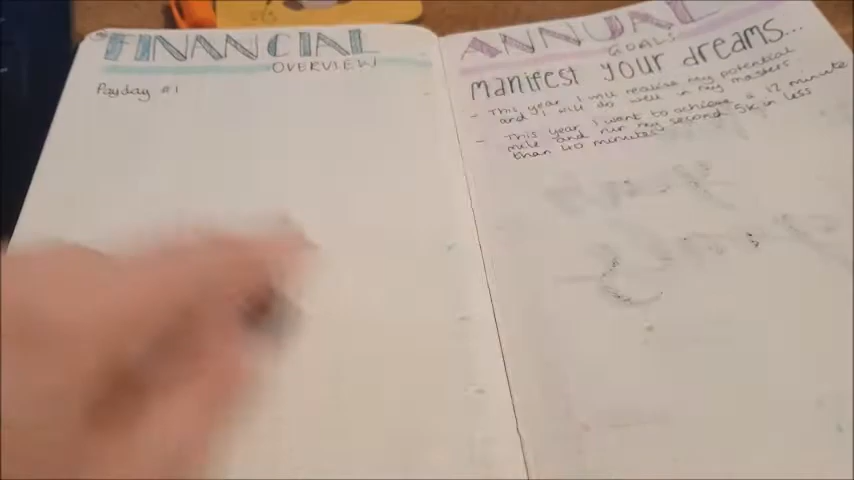 FINANCIAL
OVERVIEW
Payday #1
ANNUAL
GOALS
manifest your dreams...
- This year I will realise my potential
and I will do well in my masters.
- This year I want to achieve a 12 minute
mile and run my second 5k in less
than 40 minutes